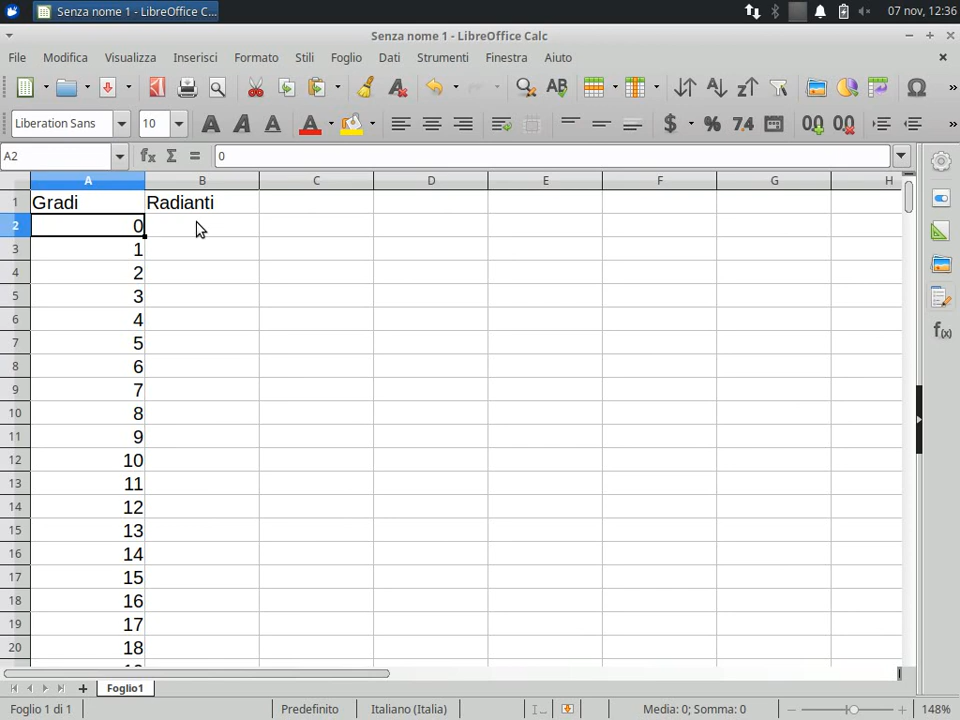 Senza nome 1 - LibreOffice C...
07 nov, 12:36
Senza nome 1 - LibreOffice Calc
File Modifica Visualizza Inserisci Formato Stili Foglio Dati Strumenti Finestra Aiuto
Liberation Sans 10
A2 0
A B C D E F G H
1 Gradi Radianti
2 0
3 1
4 2
5 3
6 4
7 5
8 6
9 7
10 8
11 9
12 10
13 11
14 12
15 13
16 14
17 15
18 16
19 17
20 18
Foglio1
Foglio 1 di 1 Predefinito Italiano (Italia) Media: 0; Somma: 0 148%